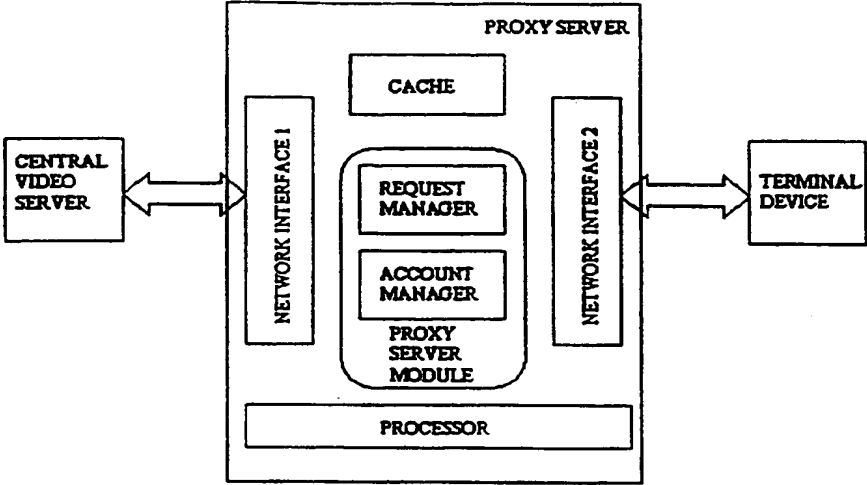 PROXY SERVER
CACHE
CENTRAL
VIDEO
SERVER
NETWORK INTERFACE 1
REQUEST
MANAGER
ACCOUNT
MANAGER
PROXY
SERVER
MODULE
NETWORK INTERFACE 2
TERMINAL
DEVICE
PROCESSOR